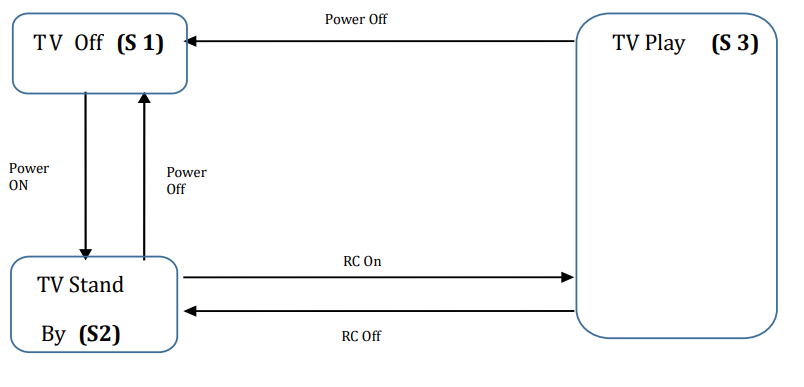 Power Off
TV Off (S 1)
TV Play (S 3)
Power
ON
Power
Off
RC On
TV Stand
By (S2)
RC Off